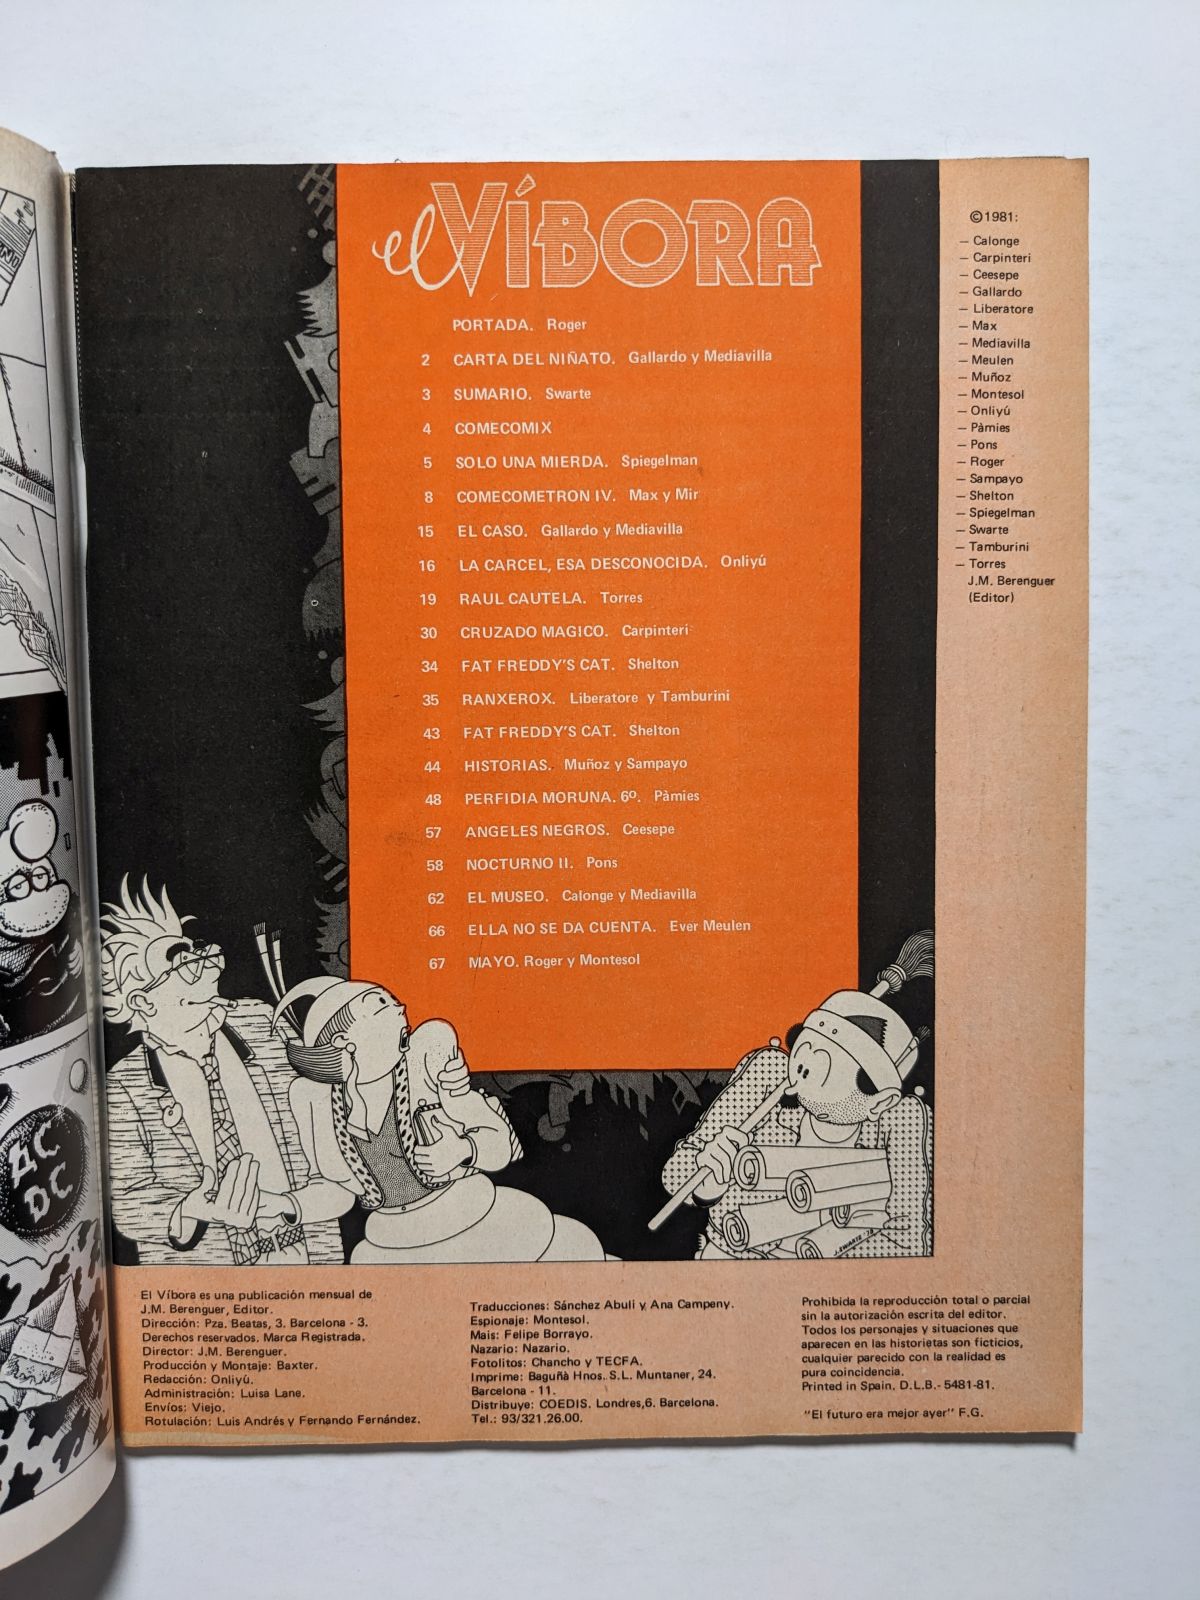 el VÍBORA
PORTADA. Roger
2 CARTA DEL NIÑATO. Gallardo y Mediavilla
3 SUMARIO. Swarte
4 COMECOMIX
5 SOLO UNA MIERDA. Spiegelman
8 COMECOMETRON IV. Max y Mir
15 EL CASO. Gallardo y Mediavilla
16 LA CARCEL, ESA DESCONOCIDA. Onliyú
19 RAUL CAUTELA. Torres
30 CRUZADO MAGICO. Carpinteri
34 FAT FREDDY'S CAT. Shelton
35 RANXEROX. Liberatore y Tamburini
43 FAT FREDDY'S CAT. Shelton
44 HISTORIAS. Muñoz y Sampayo
48 PERFIDIA MORUNA. 6º. Pàmies
57 ANGELES NEGROS. Ceesepe
58 NOCTURNO II. Pons
62 EL MUSEO. Calonge y Mediavilla
66 ELLA NO SE DA CUENTA. Ever Meulen
67 MAYO. Roger y Montesol
©1981:
— Calonge
— Carpinteri
— Ceesepe
— Gallardo
— Liberatore
— Max
— Mediavilla
— Meulen
— Muñoz
— Montesol
— Onliyú
— Pàmies
— Pons
— Roger
— Sampayo
— Shelton
— Spiegelman
— Swarte
— Tamburini
— Torres
J.M. Berenguer
(Editor)
AC
DC
J. SWARTE '7
El Víbora es una publicación mensual de
J.M. Berenguer, Editor.
Dirección: Pza. Beatas, 3. Barcelona - 3.
Derechos reservados. Marca Registrada.
Director: J.M. Berenguer.
Producción y Montaje: Baxter.
Redacción: Onliyú.
Administración: Luisa Lane.
Envíos: Viejo.
Rotulación: Luis Andrés y Fernando Fernández.
Traducciones: Sánchez Abulí y Ana Campeny.
Espionaje: Montesol.
Mais: Felipe Borrayo.
Nazario: Nazario.
Fotolitos: Chancho y TECFA.
Imprime: Baguñà Hnos. S.L. Muntaner, 24.
Barcelona - 11.
Distribuye: COEDIS. Londres,6. Barcelona.
Tel.: 93/321.26.00.
Prohibida la reproducción total o parcial
sin la autorización escrita del editor.
Todos los personajes y situaciones que
aparecen en las historietas son ficticios,
cualquier parecido con la realidad es
pura coincidencia.
Printed in Spain. D.L.B.- 5481-81.
"El futuro era mejor ayer" F.G.